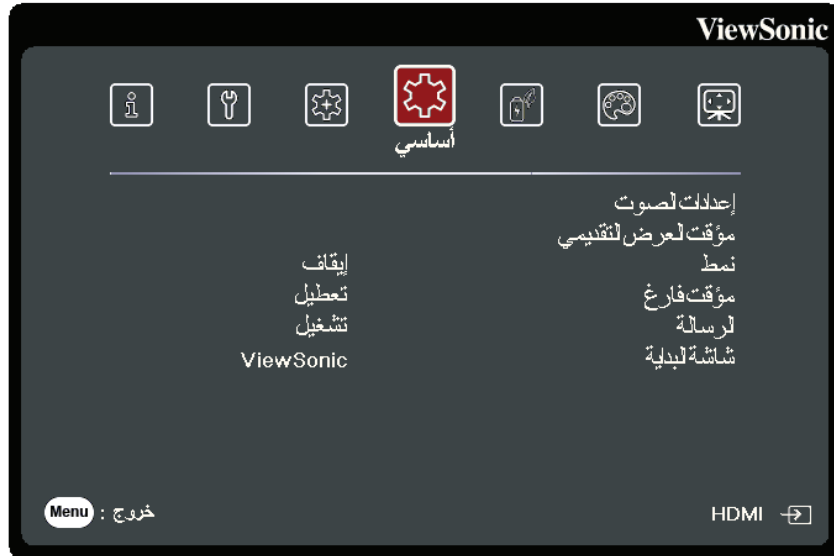 ViewSonic
أساسي
إعدادات الصوت
مؤقت العرض التقديمي
نمط إيقاف
مؤقت فارغ تعطيل
الرسالة تشغيل
شاشة البداية ViewSonic
HDMI
خروج : Menu